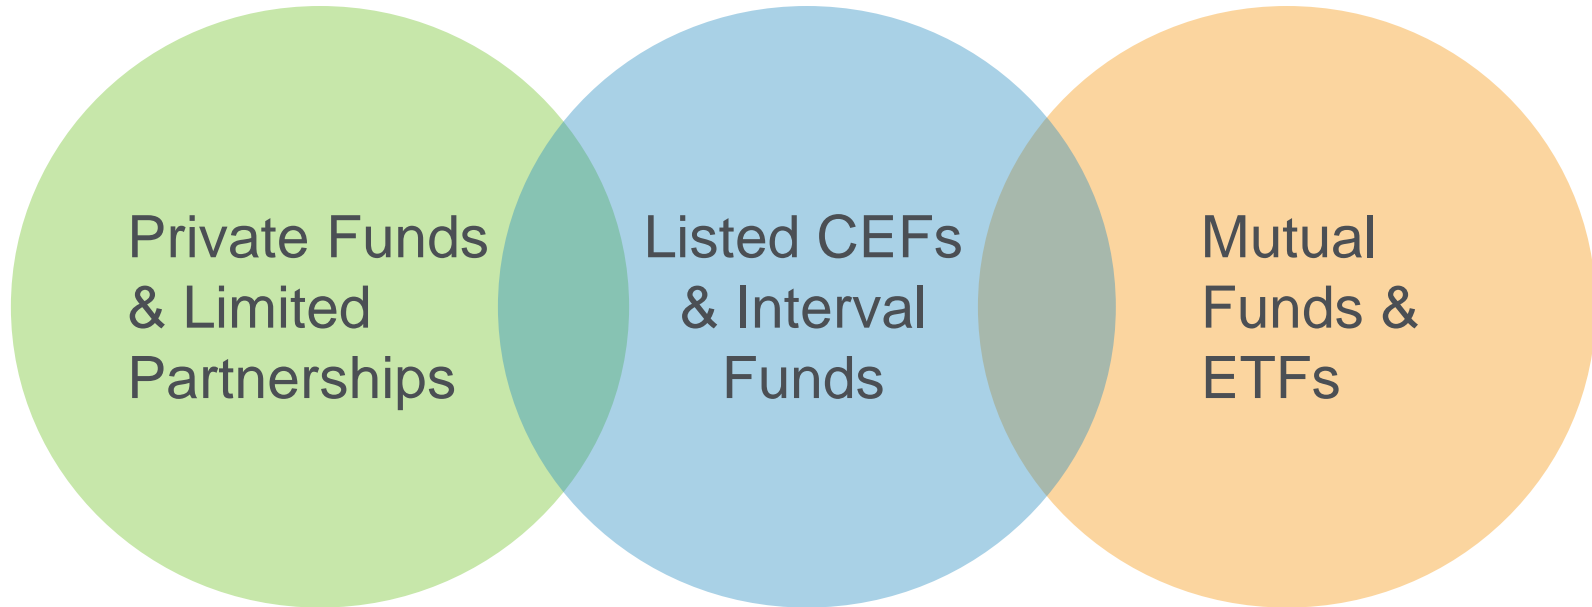 Private Funds
& Limited
Partnerships
Listed CEFs
& Interval
Funds
Mutual
Funds &
ETFs